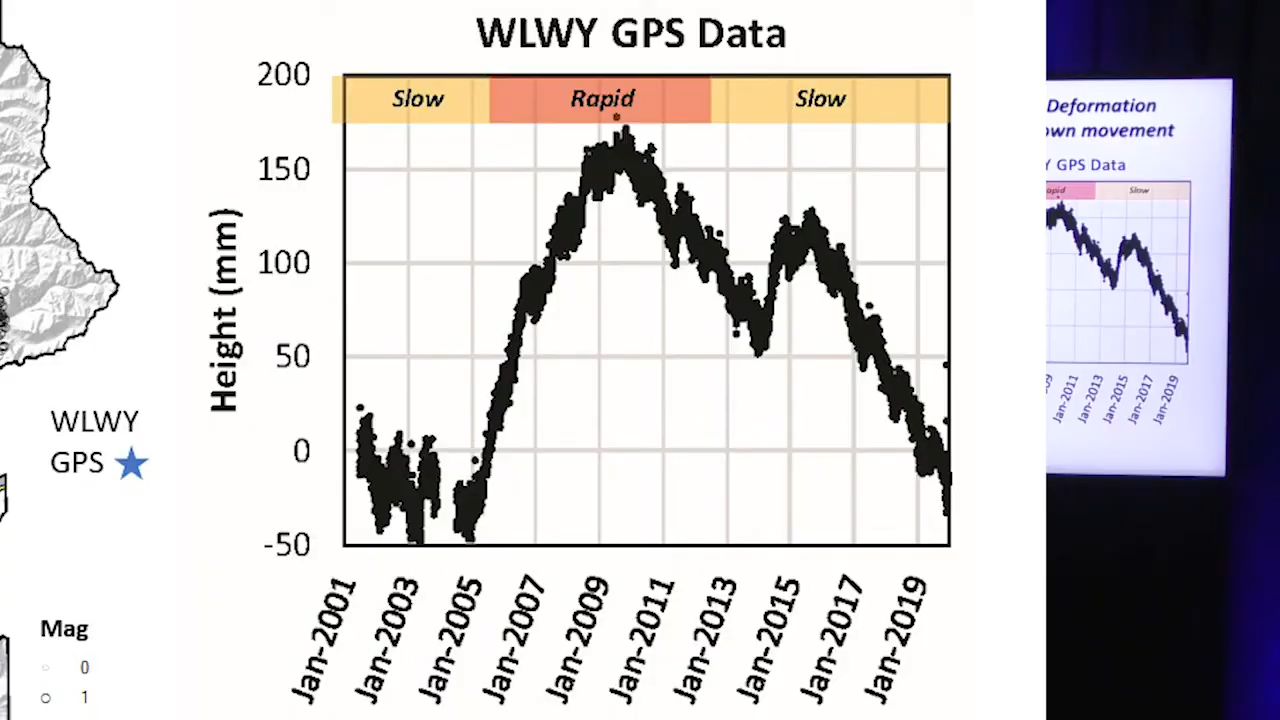 WLWY GPS Data
200
Slow
Rapid
Slow
150
100
50
0
-50
Height (mm)
Jan-2001
Jan-2003
Jan-2005
Jan-2007
Jan-2009
Jan-2011
Jan-2013
Jan-2015
Jan-2017
Jan-2019
WLWY
GPS
Mag
0
1
Deformation
own movement
Y GPS Data
apid
Slow
09
Jan-2011
Jan-2013
Jan-2015
Jan-2017
Jan-2019